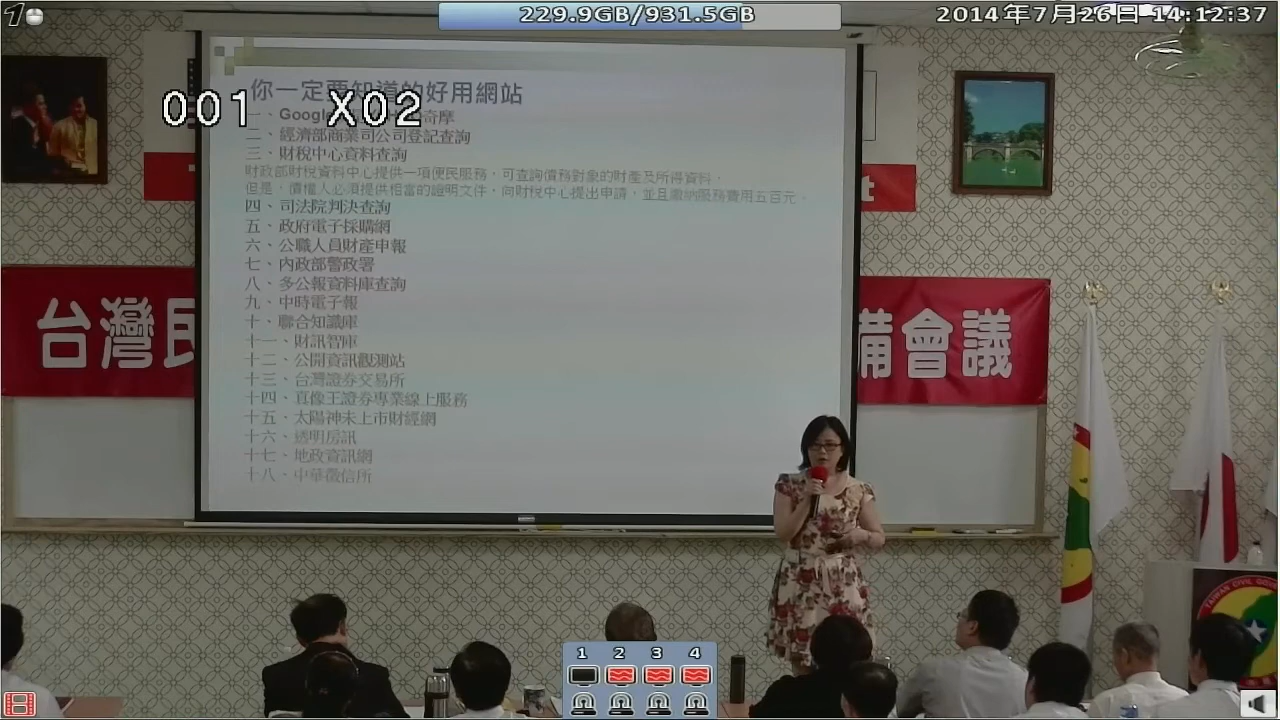 229.9GB/931.5GB
2014年7月26日 14:12:37
001 X02
你一定要知道的好用網站
一、Google 奇摩
二、經濟部商業司公司登記查詢
三、財稅中心資料查詢
財政部財稅資料中心提供一項便民服務，可查詢債務對象的財產及所得資料，
但是，債權人必須提供相當的證明文件，向財稅中心提出申請，並且繳納服務費用五百元。
四、司法院判決查詢
五、政府電子採購網
六、公職人員財產申報
七、內政部警政署
八、多公報資料庫查詢
九、中時電子報
十、聯合知識庫
十一、財訊智庫
十二、公開資訊觀測站
十三、台灣證券交易所
十四、真像王證券專業線上服務
十五、太陽神未上市財經網
十六、透明房訊
十七、地政資訊網
十八、中華徵信所
t
台灣民
備會議
TAIWAN CIVIL GOV
1 2 3 4